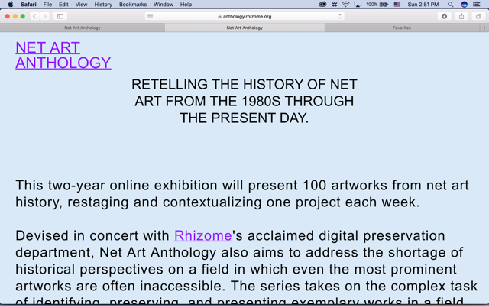 Safari File Edit View History Bookmarks Window Help
100%
Sun 2:51 PM
anthology.rhizome.org
Net Art Anthology
Net Art Anthology
Favorites
NET ART
ANTHOLOGY
RETELLING THE HISTORY OF NET
ART FROM THE 1980S THROUGH
THE PRESENT DAY.
This two-year online exhibition will present 100 artworks from net art
history, restaging and contextualizing one project each week.
Devised in concert with Rhizome's acclaimed digital preservation
department, Net Art Anthology also aims to address the shortage of
historical perspectives on a field in which even the most prominent
artworks are often inaccessible. The series takes on the complex task
of identifying, preserving, and presenting exemplary works in a field